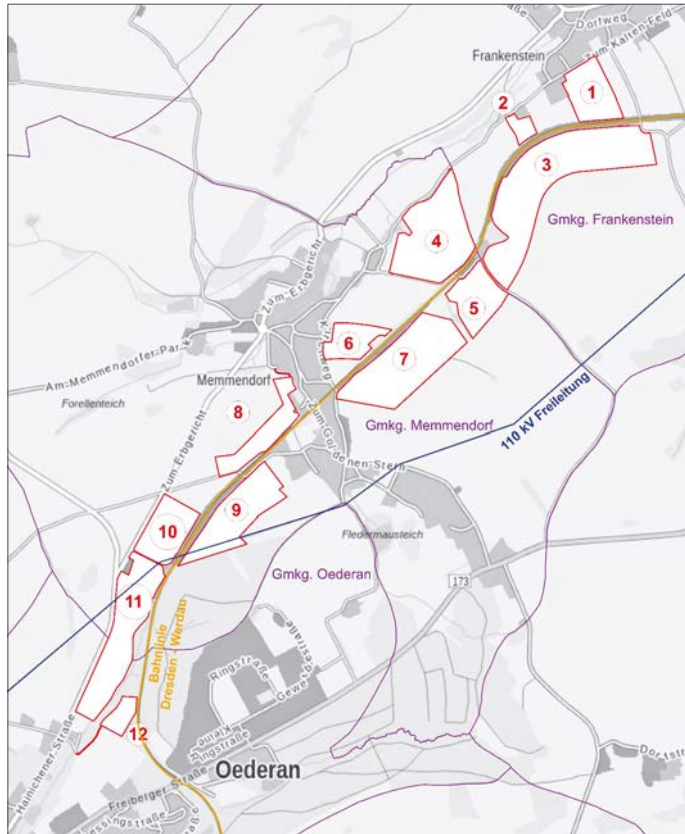 Dorfweg
Frankenstein
Zum Kalten-Feld
1
2
3
Gmkg. Frankenstein
4
5
Zum-Erbgericht
Kirchweg
6
7
Am-Memmendorfer-Park
Memmendorf
Forellenteich
8
Gmkg. Memmendorf
110 kV Freileitung
Zum-Erbgericht
Zum-Goldenen-Stern
9
10
Fledermausteich
Gmkg. Oederan
173
11
Bahnlinie
Dresden - Werdau
Ringstraße
Kleine
Ringstraße
12
Hainichener-Straße
Oederan
Freiberger-Straße